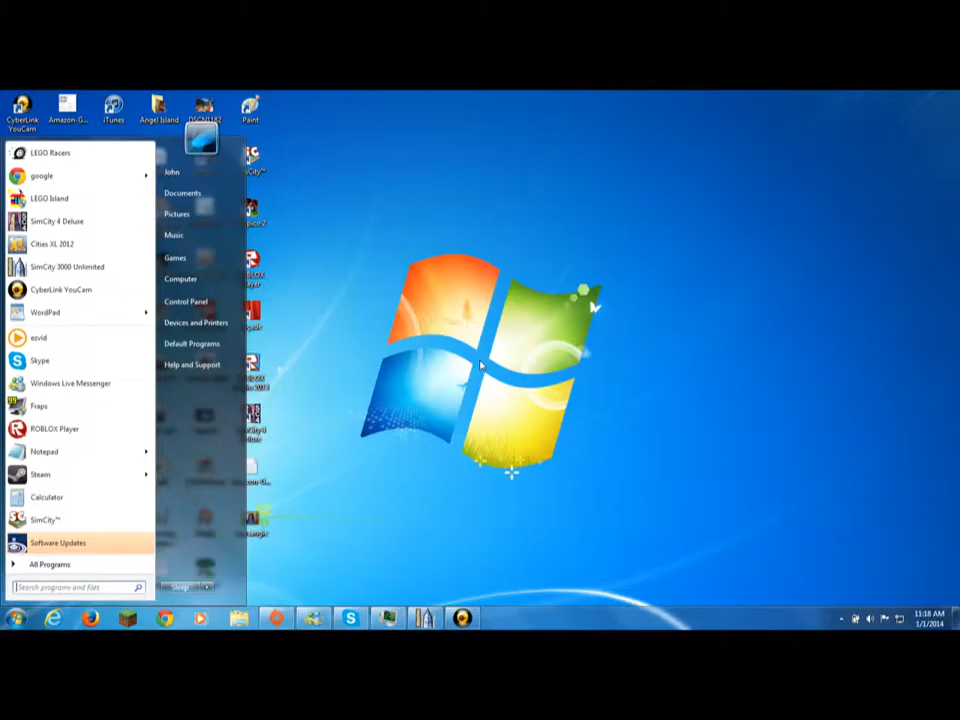 CyberLink YouCam
Amazon-G...
iTunes
Angel Island
DSCN0182
Paint
LEGO Racers
google
LEGO Island
SimCity 4 Deluxe
Cities XL 2012
SimCity 3000 Unlimited
CyberLink YouCam
WordPad
ezvid
Skype
Windows Live Messenger
Fraps
ROBLOX Player
Notepad
Steam
Calculator
SimCity™
Software Updates
All Programs
Search programs and files
John
Documents
Pictures
Music
Games
Computer
Control Panel
Devices and Printers
Default Programs
Help and Support
Sleep
11:18 AM
1/1/2014